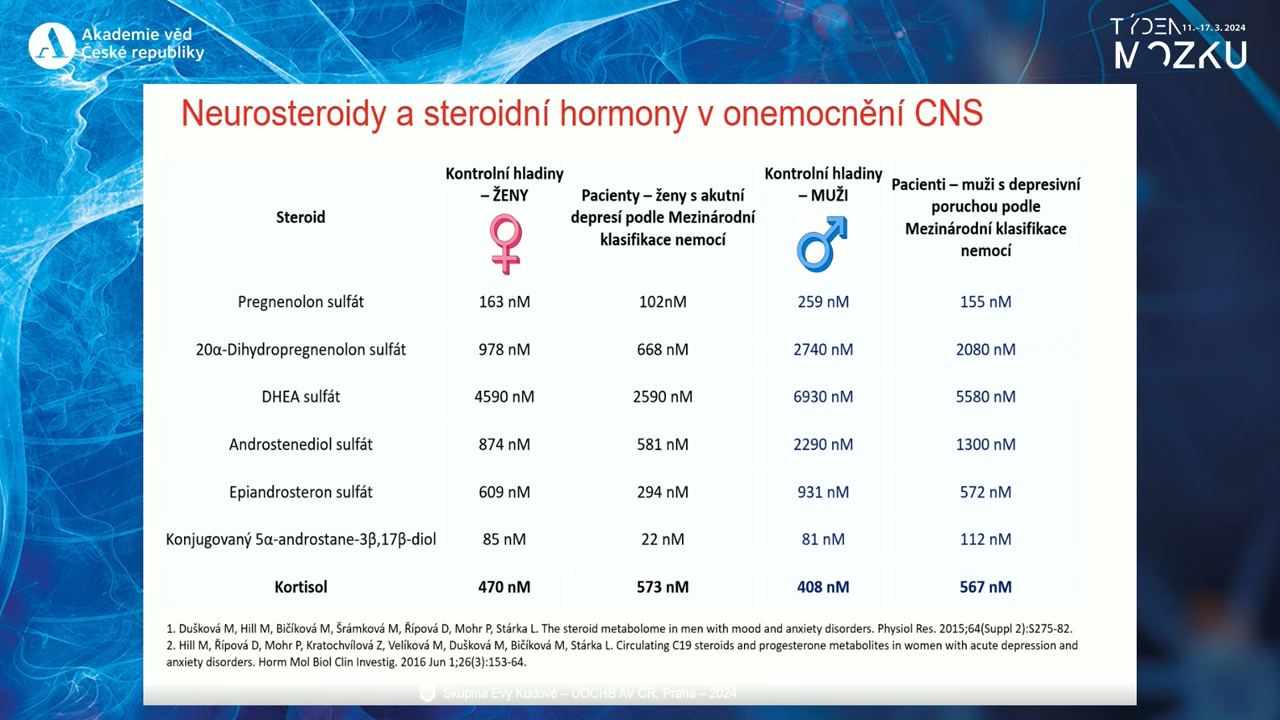 Akademie věd
České republiky
TÝDEN 11.–17. 3. 2024
MOZKU
Neurosteroidy a steroidní hormony v onemocnění CNS
Steroid
Kontrolní hladiny
– ŽENY
Pacienty – ženy s akutní
depresí podle Mezinárodní
klasifikace nemocí
Kontrolní hladiny
– MUŽI
Pacienti – muži s depresivní
poruchou podle
Mezinárodní klasifikace
nemocí
Pregnenolon sulfát 163 nM 102nM 259 nM 155 nM
20α-Dihydropregnenolon sulfát 978 nM 668 nM 2740 nM 2080 nM
DHEA sulfát 4590 nM 2590 nM 6930 nM 5580 nM
Androstenediol sulfát 874 nM 581 nM 2290 nM 1300 nM
Epiandrosteron sulfát 609 nM 294 nM 931 nM 572 nM
Konjugovaný 5α-androstane-3β,17β-diol 85 nM 22 nM 81 nM 112 nM
Kortisol 470 nM 573 nM 408 nM 567 nM
1. Dušková M, Hill M, Bičíková M, Šrámková M, Řípová D, Mohr P, Stárka L. The steroid metabolome in men with mood and anxiety disorders. Physiol Res. 2015;64(Suppl 2):S275-82.
2. Hill M, Řípová D, Mohr P, Kratochvílová Z, Velíková M, Dušková M, Bičíková M, Stárka L. Circulating C19 steroids and progesterone metabolites in women with acute depression and
anxiety disorders. Horm Mol Biol Clin Investig. 2016 Jun 1;26(3):153-64.
Skupina Evy Kudové – ÚOCHB AV ČR, Praha – 2024